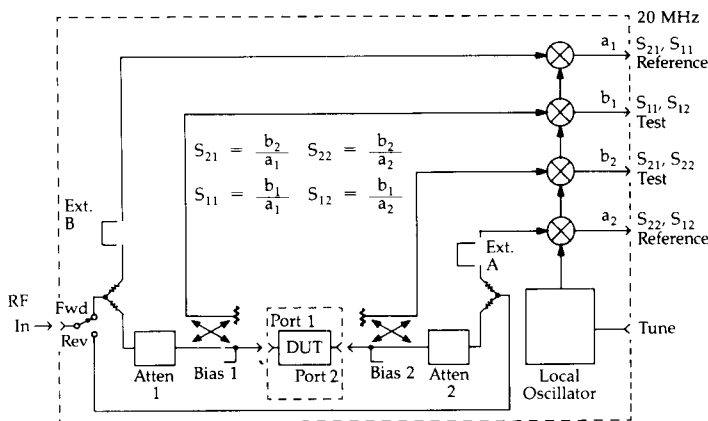 20 MHz
a1 S21, S11
Reference
b1 S11, S12
Test
S21 = b2/a1 S22 = b2/a2
b2 S21, S22
Test
S11 = b1/a1 S12 = b1/a2
Ext.
B
a2 S22, S12
Reference
Ext.
A
RF
In
Fwd
Rev
Port 1
DUT
Port 2
Tune
Atten
1
Bias 1
Bias 2
Atten
2
Local
Oscillator